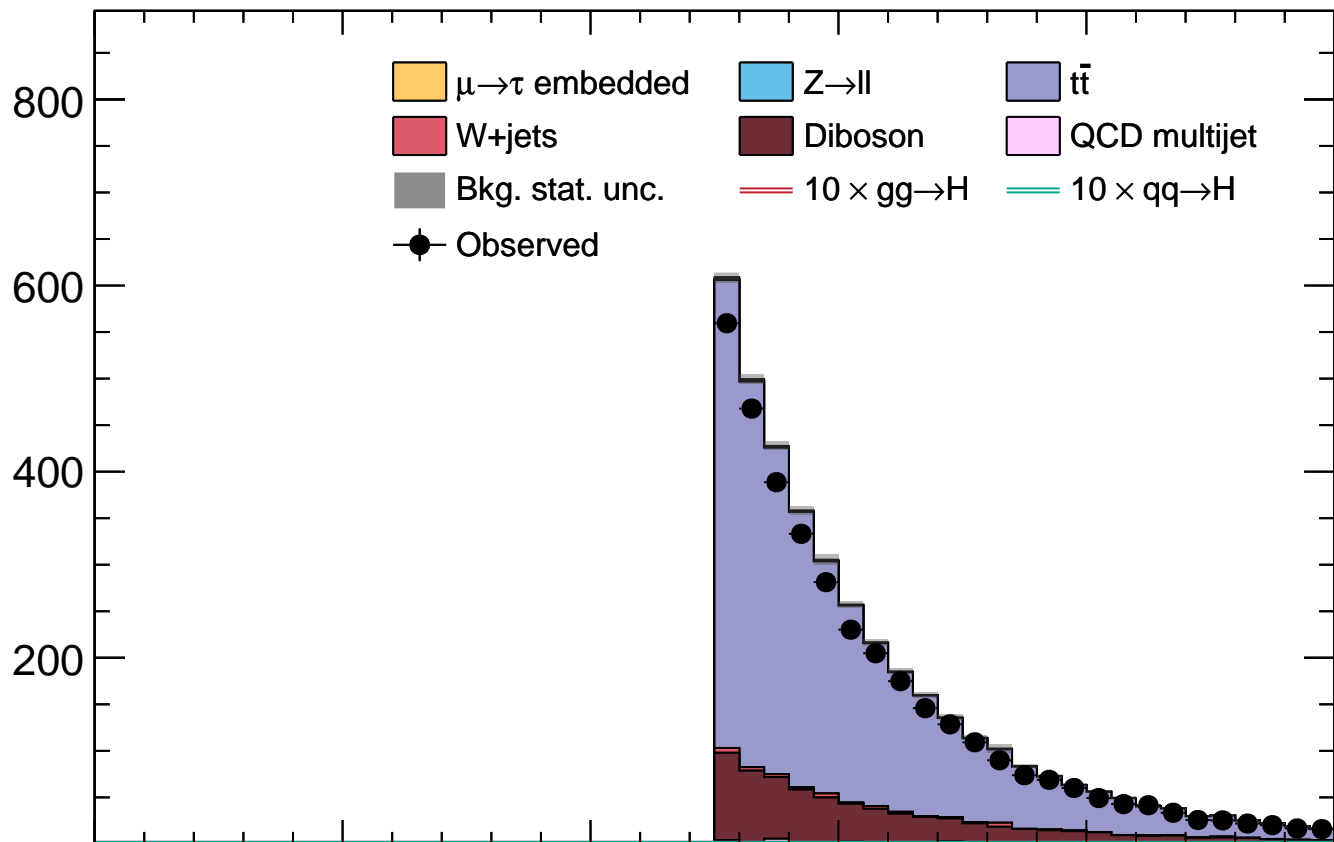 μ→τ embedded Z→ll tt̄
800
W+jets Diboson QCD multijet
Bkg. stat. unc. 10 × gg→H 10 × qq→H
Observed
600
400
200